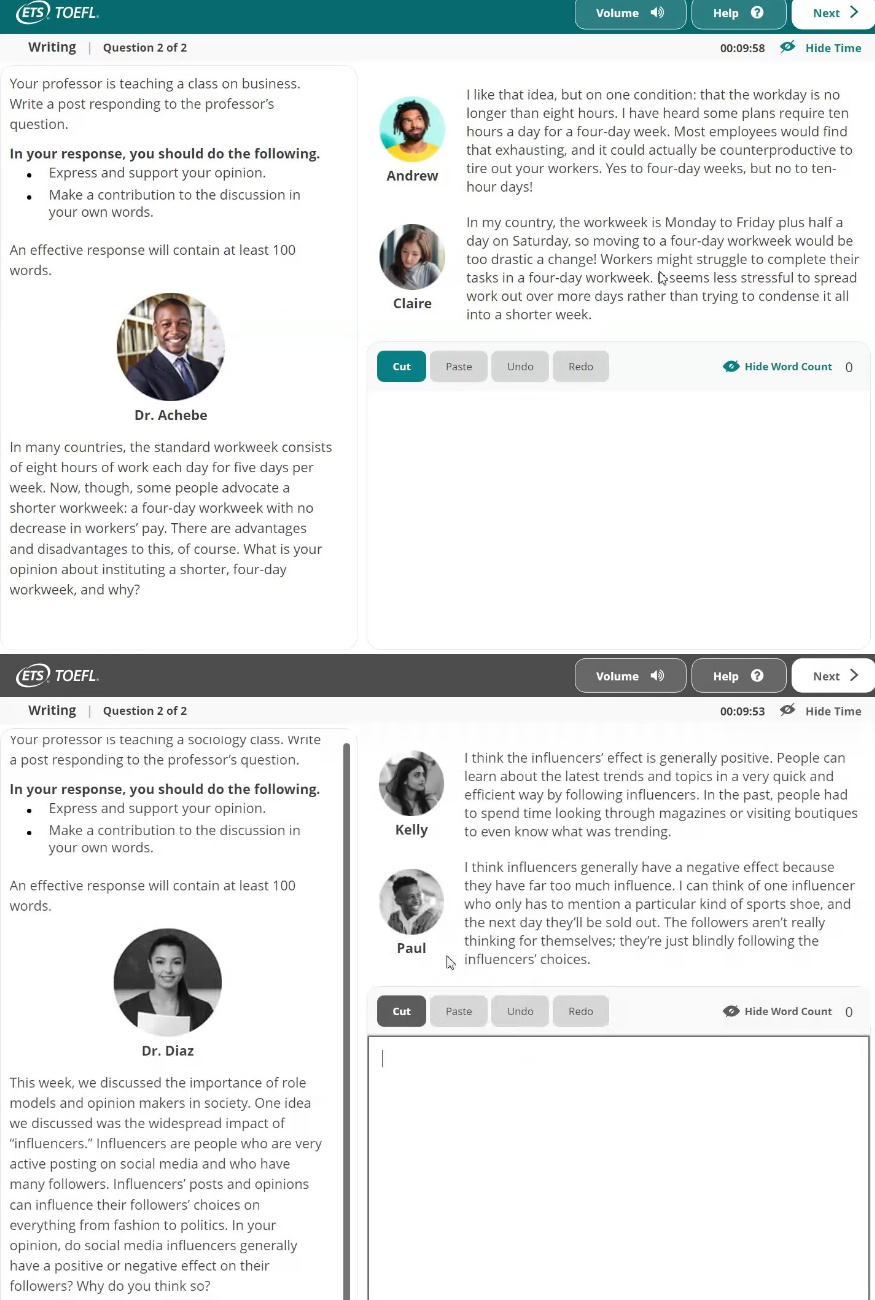 ETS TOEFL.
Volume
Help
Next
Writing | Question 2 of 2
00:09:58
Hide Time
Your professor is teaching a class on business.
Write a post responding to the professor's
question.
In your response, you should do the following.
• Express and support your opinion.
• Make a contribution to the discussion in
your own words.
An effective response will contain at least 100
words.
Dr. Achebe
In many countries, the standard workweek consists
of eight hours of work each day for five days per
week. Now, though, some people advocate a
shorter workweek: a four-day workweek with no
decrease in workers' pay. There are advantages
and disadvantages to this, of course. What is your
opinion about instituting a shorter, four-day
workweek, and why?
Andrew
I like that idea, but on one condition: that the workday is no
longer than eight hours. I have heard some plans require ten
hours a day for a four-day week. Most employees would find
that exhausting, and it could actually be counterproductive to
tire out your workers. Yes to four-day weeks, but no to ten-
hour days!
Claire
In my country, the workweek is Monday to Friday plus half a
day on Saturday, so moving to a four-day workweek would be
too drastic a change! Workers might struggle to complete their
tasks in a four-day workweek. seems less stressful to spread
work out over more days rather than trying to condense it all
into a shorter week.
Cut
Paste
Undo
Redo
Hide Word Count 0
ETS TOEFL.
Volume
Help
Next
Writing | Question 2 of 2
00:09:53
Hide Time
Your professor is teaching a sociology class. Write
a post responding to the professor's question.
In your response, you should do the following.
• Express and support your opinion.
• Make a contribution to the discussion in
your own words.
An effective response will contain at least 100
words.
Dr. Diaz
This week, we discussed the importance of role
models and opinion makers in society. One idea
we discussed was the widespread impact of
"influencers." Influencers are people who are very
active posting on social media and who have
many followers. Influencers' posts and opinions
can influence their followers' choices on
everything from fashion to politics. In your
opinion, do social media influencers generally
have a positive or negative effect on their
followers? Why do you think so?
Kelly
I think the influencers' effect is generally positive. People can
learn about the latest trends and topics in a very quick and
efficient way by following influencers. In the past, people had
to spend time looking through magazines or visiting boutiques
to even know what was trending.
Paul
I think influencers generally have a negative effect because
they have far too much influence. I can think of one influencer
who only has to mention a particular kind of sports shoe, and
the next day they'll be sold out. The followers aren't really
thinking for themselves; they're just blindly following the
influencers' choices.
Cut
Paste
Undo
Redo
Hide Word Count 0